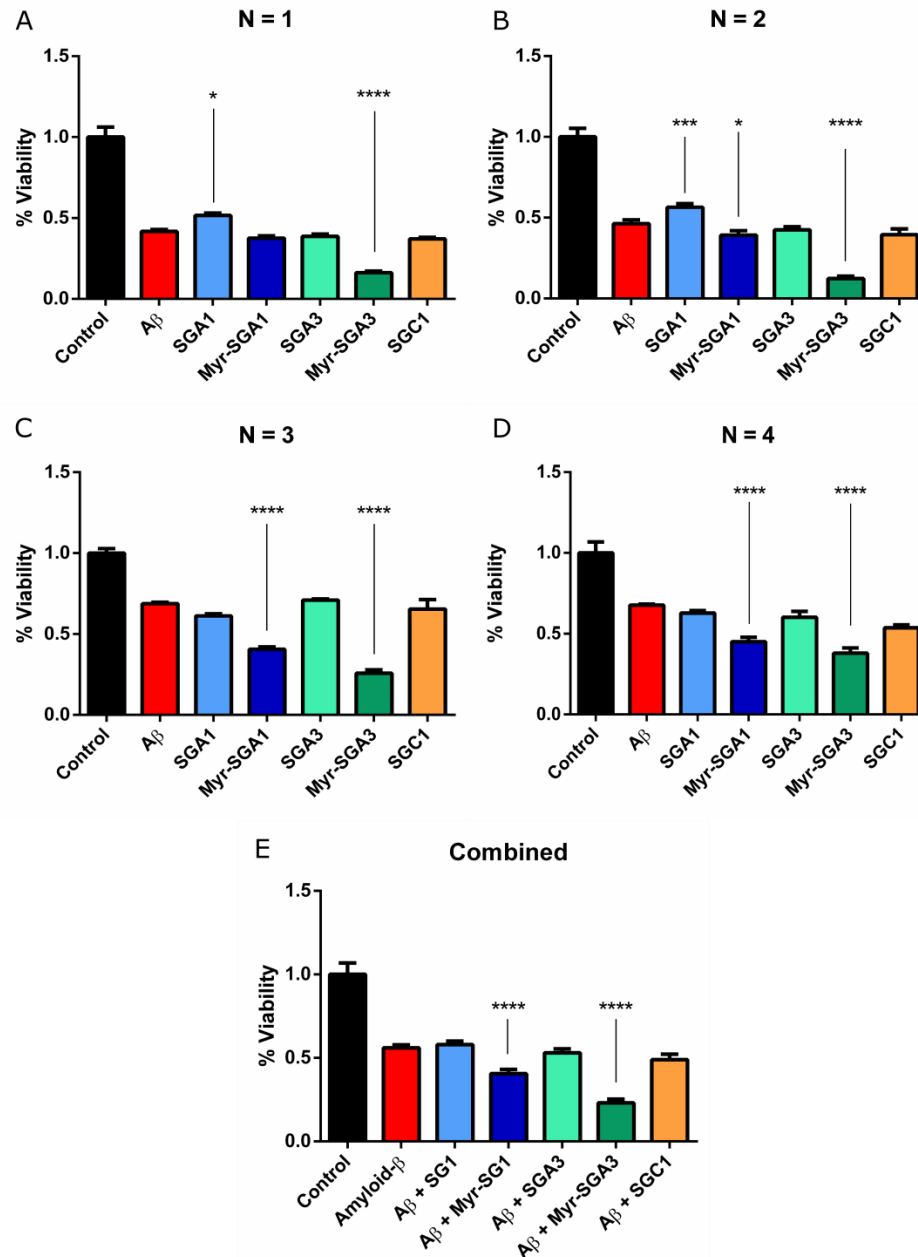 A
N = 1
% Viability
1.5
1.0
0.5
0.0
*
****
Control
Aβ
SGA1
Myr-SGA1
SGA3
Myr-SGA3
SGC1
B
N = 2
% Viability
1.5
1.0
0.5
0.0
***
*
****
Control
Aβ
SGA1
Myr-SGA1
SGA3
Myr-SGA3
SGC1
C
N = 3
% Viability
1.5
1.0
0.5
0.0
****
****
Control
Aβ
SGA1
Myr-SGA1
SGA3
Myr-SGA3
SGC1
D
N = 4
% Viability
1.5
1.0
0.5
0.0
****
****
Control
Aβ
SGA1
Myr-SGA1
SGA3
Myr-SGA3
SGC1
E
Combined
% Viability
1.5
1.0
0.5
0.0
****
****
Control
Amyloid-β
Aβ + SG1
Aβ + Myr-SG1
Aβ + SGA3
Aβ + Myr-SGA3
Aβ + SGC1